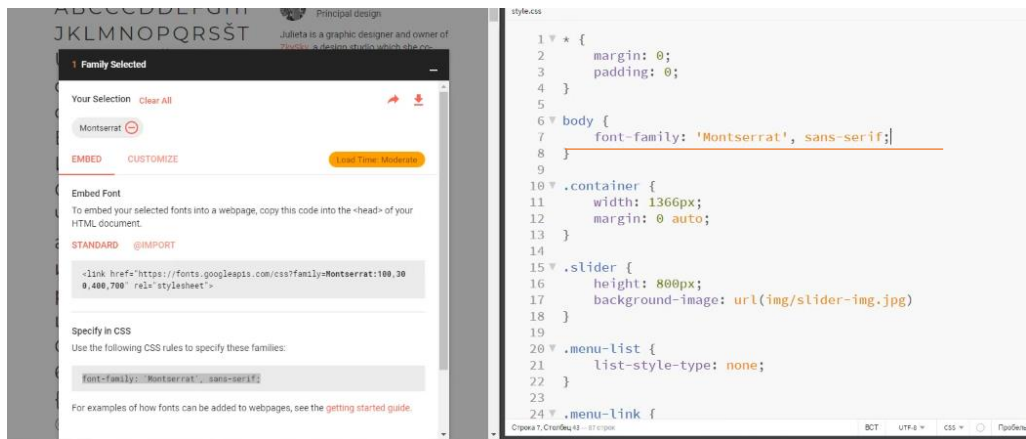 JKLMNOPQRSŠT
Principal design
Julieta is a graphic designer and owner of
1 Family Selected
Your Selection Clear All
Montserrat
EMBED CUSTOMIZE Load Time: Moderate
Embed Font
To embed your selected fonts into a webpage, copy this code into the <head> of your
HTML document.
STANDARD @IMPORT
<link href="https://fonts.googleapis.com/css?family=Montserrat:100,30
0,400,700" rel="stylesheet">
Specify in CSS
Use the following CSS rules to specify these families:
font-family: 'Montserrat', sans-serif;
For examples of how fonts can be added to webpages, see the getting started guide.
style.css
1 * {
2 margin: 0;
3 padding: 0;
4 }
5
6 body {
7 font-family: 'Montserrat', sans-serif;
8 }
9
10 .container {
11 width: 1366px;
12 margin: 0 auto;
13 }
14
15 .slider {
16 height: 800px;
17 background-image: url(img/slider-img.jpg)
18 }
19
20 .menu-list {
21 list-style-type: none;
22 }
23
24 .menu-link {
Строка 7, Столбец 43 — 87 строк ВСТ UTF-8 CSS Пробелы